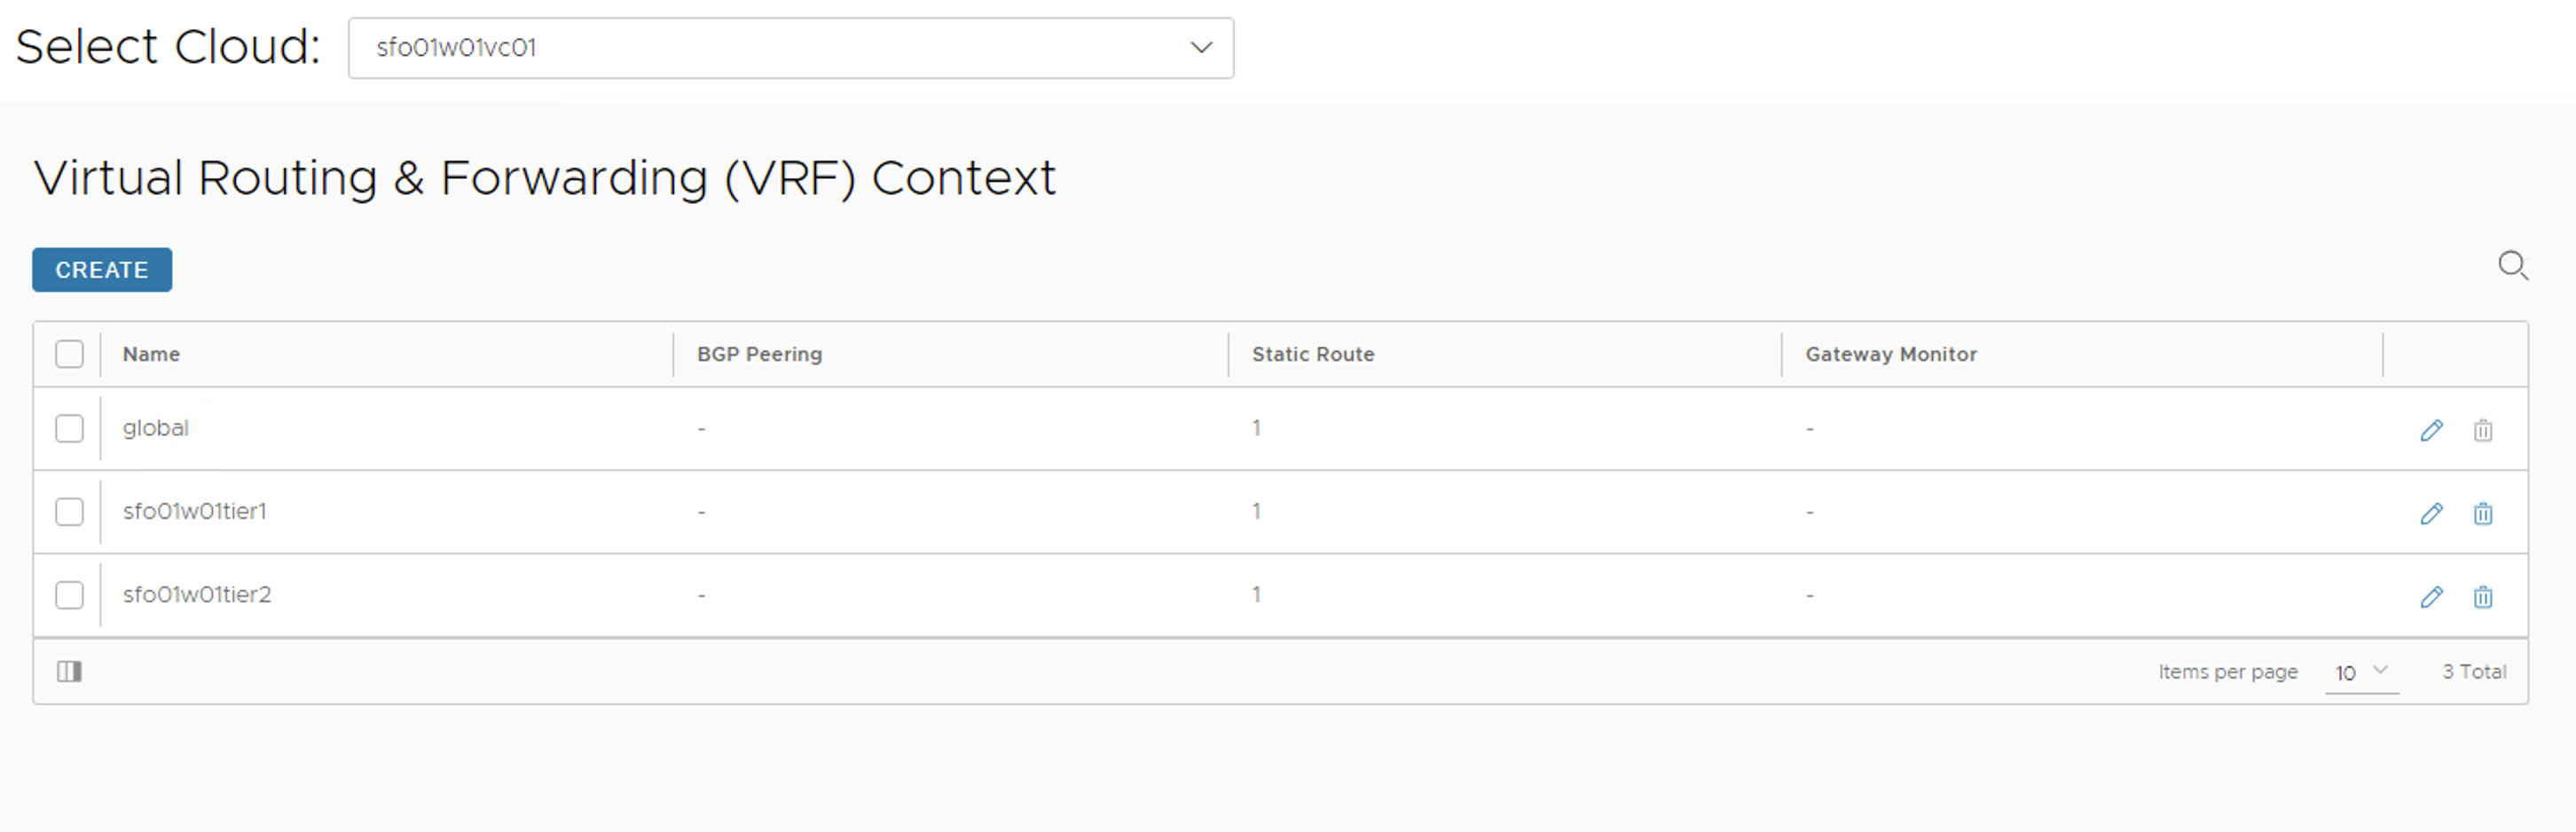 Select Cloud: sfo01w01vc01
Virtual Routing & Forwarding (VRF) Context
CREATE
Name BGP Peering Static Route Gateway Monitor
global - 1 -
sfo01w01tier1 - 1 -
sfo01w01tier2 - 1 -
Items per page 10 3 Total